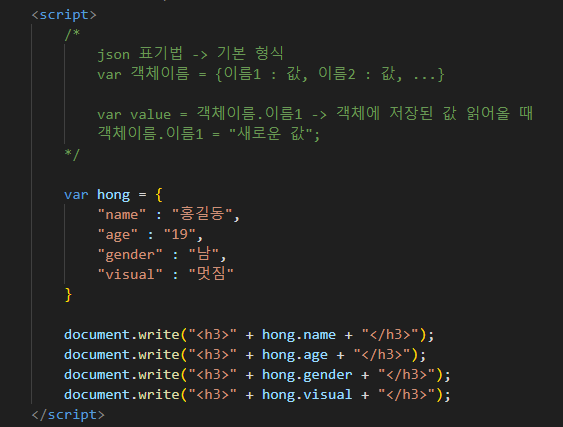 <script>
/*
json 표기법 -> 기본 형식
var 객체이름 = {이름1 : 값, 이름2 : 값, ...}
var value = 객체이름.이름1 -> 객체에 저장된 값 읽어올 때
객체이름.이름1 = "새로운 값";
*/
var hong = {
"name" : "홍길동",
"age" : "19",
"gender" : "남",
"visual" : "멋짐"
}
document.write("<h3>" + hong.name + "</h3>");
document.write("<h3>" + hong.age + "</h3>");
document.write("<h3>" + hong.gender + "</h3>");
document.write("<h3>" + hong.visual + "</h3>");
</script>